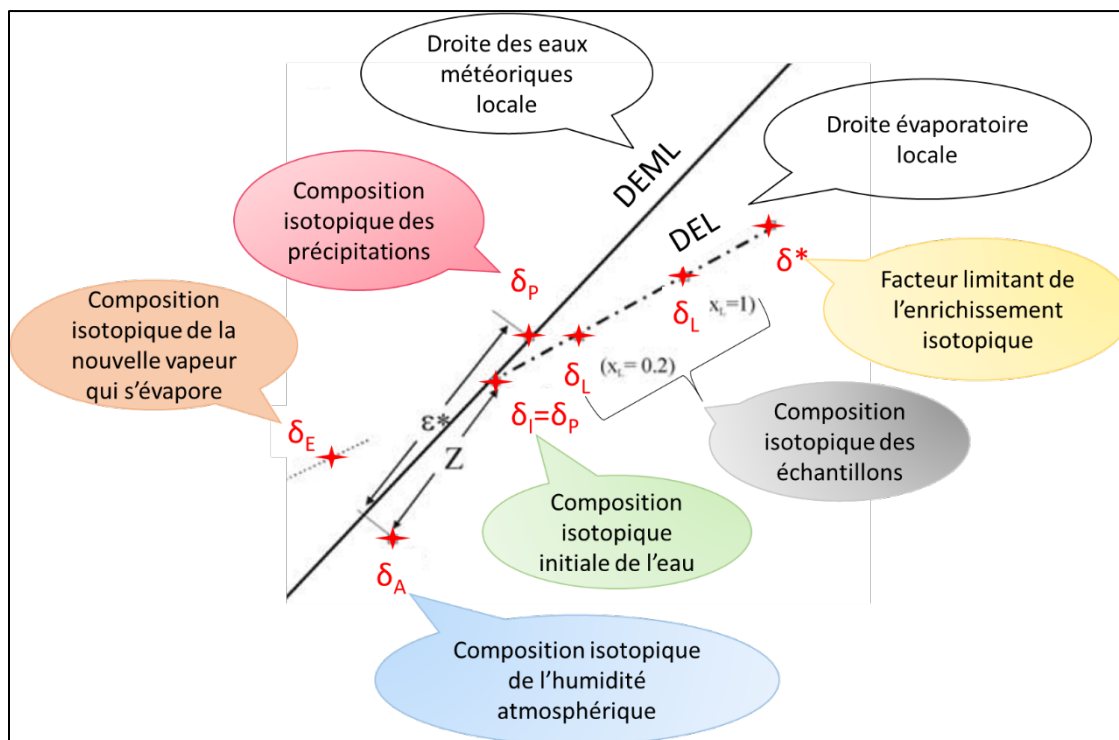 Droite des eaux
météoriques
locale
Droite évaporatoire
locale
Composition
isotopique des
précipitations
DEML
DEL
δ*
Facteur limitant de
l’enrichissement
isotopique
δP
Composition
isotopique de la
nouvelle vapeur
qui s’évapore
δL
xL=1)
δL
(xL= 0.2)
δI=δP
Composition
isotopique des
échantillons
ε*
Z
δE
Composition
isotopique
initiale de l’eau
δA
Composition isotopique
de l’humidité
atmosphérique